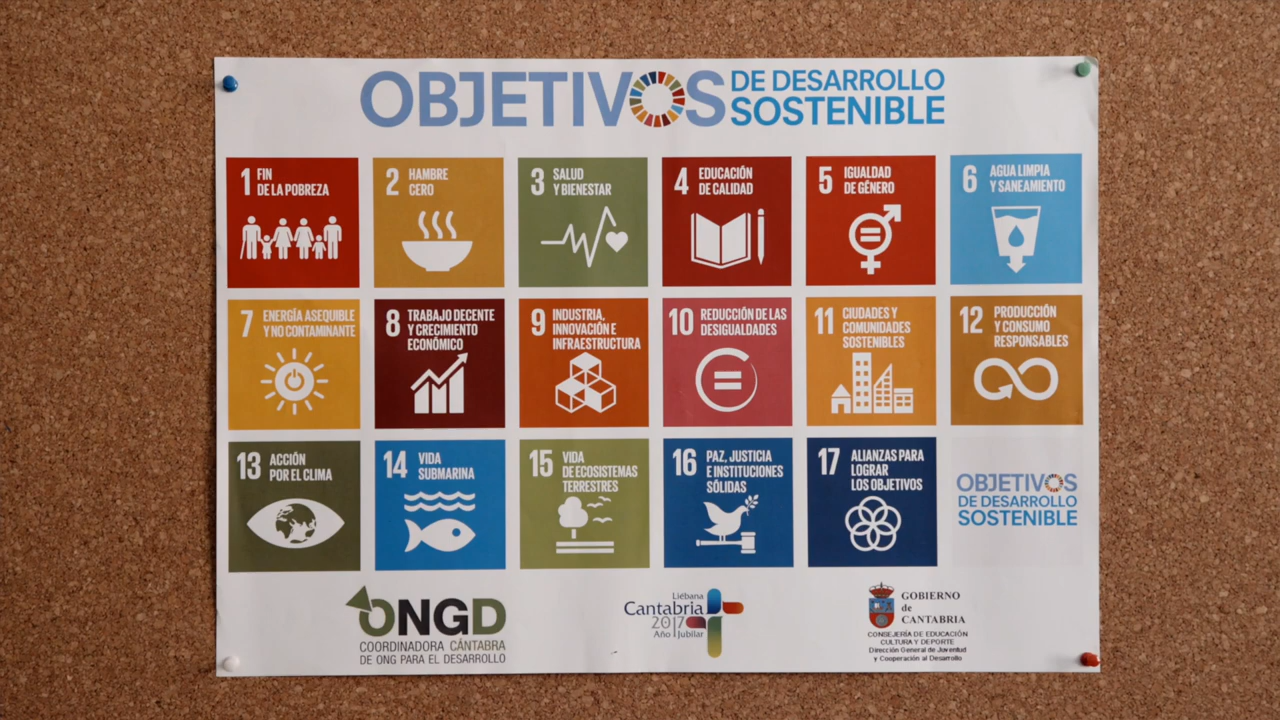 OBJETIVOS
DE DESARROLLO
SOSTENIBLE
1 FIN
DE LA POBREZA
2 HAMBRE
CERO
3 SALUD
Y BIENESTAR
4 EDUCACIÓN
DE CALIDAD
5 IGUALDAD
DE GÉNERO
6 AGUA LIMPIA
Y SANEAMIENTO
7 ENERGÍA ASEQUIBLE
Y NO CONTAMINANTE
8 TRABAJO DECENTE
Y CRECIMIENTO
ECONÓMICO
9 INDUSTRIA,
INNOVACIÓN E
INFRAESTRUCTURA
10 REDUCCIÓN DE LAS
DESIGUALDADES
11 CIUDADES Y
COMUNIDADES
SOSTENIBLES
12 PRODUCCIÓN
Y CONSUMO
RESPONSABLES
13 ACCIÓN
POR EL CLIMA
14 VIDA
SUBMARINA
15 VIDA
DE ECOSISTEMAS
TERRESTRES
16 PAZ, JUSTICIA
E INSTITUCIONES
SÓLIDAS
17 ALIANZAS PARA
LOGRAR
LOS OBJETIVOS
OBJETIVOS
DE DESARROLLO
SOSTENIBLE
ONGD
COORDINADORA CÁNTABRA
DE ONG PARA EL DESARROLLO
Liébana
Cantabria
2017
Año Jubilar
GOBIERNO
de
CANTABRIA
CONSEJERÍA DE EDUCACIÓN
CULTURA Y DEPORTE
Dirección General de Juventud
y Cooperación al Desarrollo